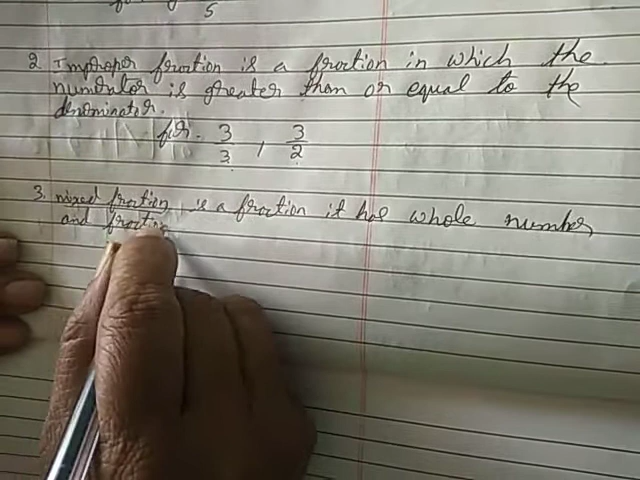 5
2 Improper fraction is a fraction in which the
numerator is greater than or equal to the
denominator.
3/3 , 3/2
3. mixed fraction is a fraction it has whole number
and fraction